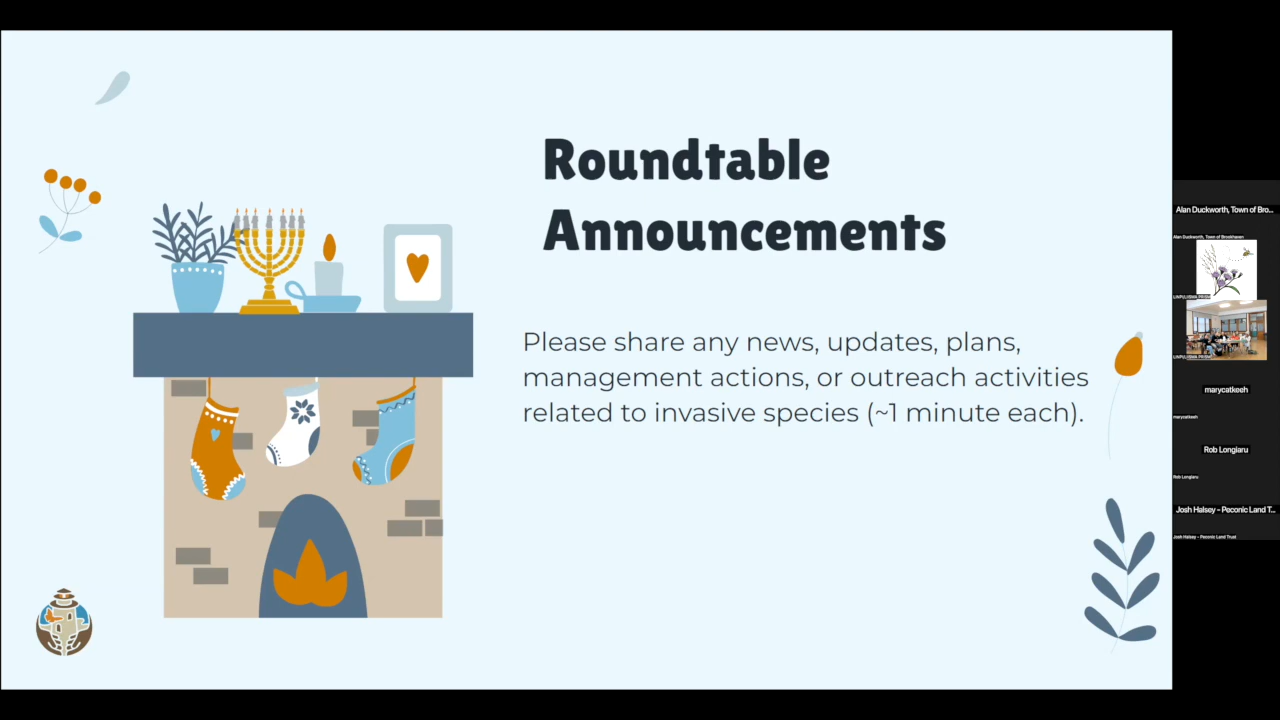 Roundtable
Announcements
Please share any news, updates, plans,
management actions, or outreach activities
related to invasive species (~1 minute each).
Alan Duckworth, Town of Bro...
Alan Duckworth, Town of Brookhaven
marycatkeeh
marycatkeeh
Rob Longiaru
Rob Longiaru
Josh Halsey - Peconic Land T...
Josh Halsey - Peconic Land Trust